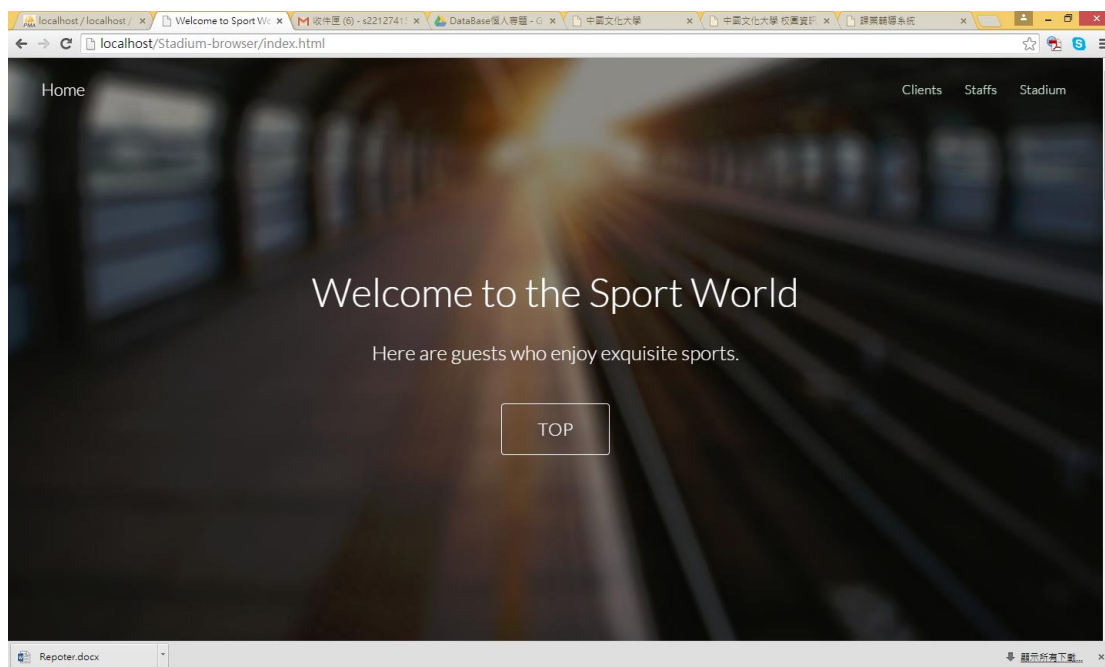 localhost / localhost /
Welcome to Sport Wo
收件匣 (6) - s2212741
DataBase個人專題 - G
中國文化大學
中國文化大學 校園資訊
課業輔導系統
localhost/Stadium-browser/index.html
Home
Clients
Staffs
Stadium
Welcome to the Sport World
Here are guests who enjoy exquisite sports.
TOP
Repoter.docx
顯示所有下載...